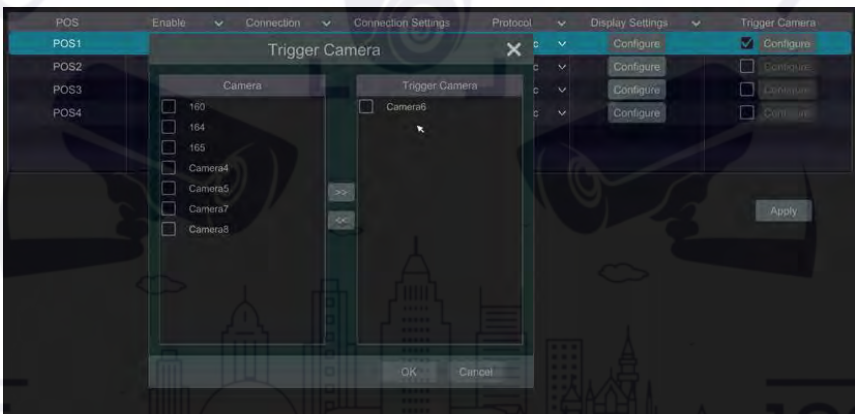 POS Enable Connection Connection Settings Protocol Display Settings Trigger Camera
POS1 c Configure Configure
POS2 c Configure Configure
POS3 c Configure Configure
POS4 c Configure Configure
Trigger Camera
Camera
160
164
165
Camera4
Camera5
Camera7
Camera8
>>
<<
Trigger Camera
Camera6
OK Cancel
Apply